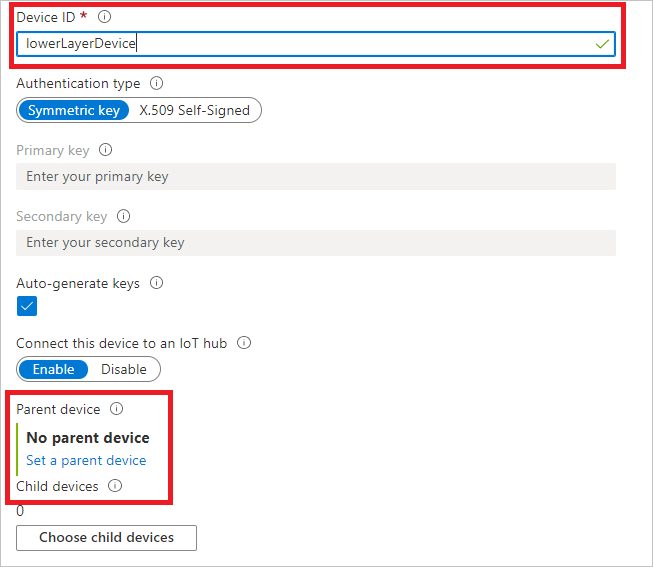 Device ID *
lowerLayerDevice
Authentication type
Symmetric key X.509 Self-Signed
Primary key
Enter your primary key
Secondary key
Enter your secondary key
Auto-generate keys
Connect this device to an IoT hub
Enable Disable
Parent device
No parent device
Set a parent device
Child devices
0
Choose child devices